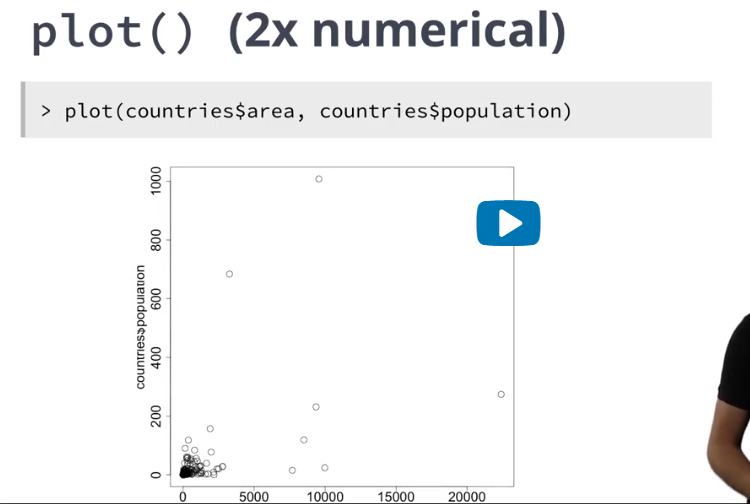 plot() (2x numerical)
> plot(countries$area, countries$population)
1000
800
600
400
200
0
countries$population
0 5000 10000 15000 20000